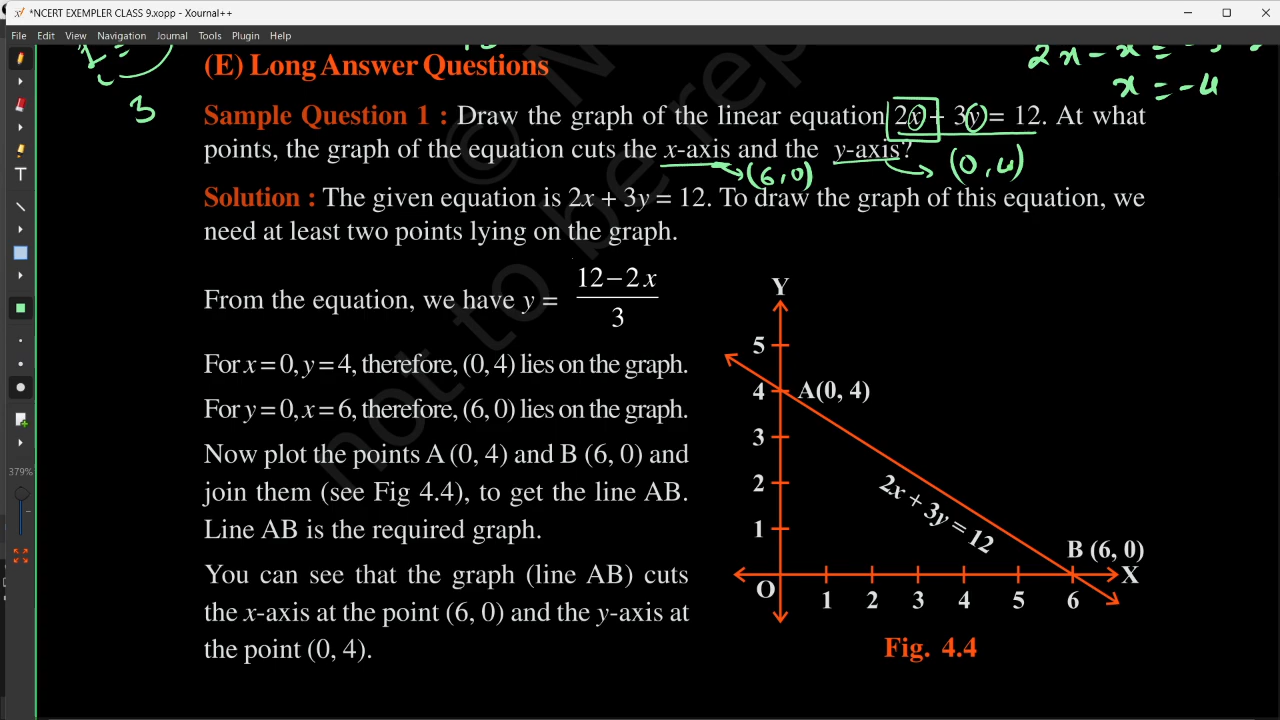 *NCERT EXEMPLER CLASS 9.xopp - Xournal++
File Edit View Navigation Journal Tools Plugin Help
2x - x =
x = -4
3
(E) Long Answer Questions
Sample Question 1 : Draw the graph of the linear equation 2x + 3y = 12. At what
points, the graph of the equation cuts the x-axis and the y-axis?
(6,0) (0,4)
Solution : The given equation is 2x + 3y = 12. To draw the graph of this equation, we
need at least two points lying on the graph.
From the equation, we have y = 12 – 2x
3
For x = 0, y = 4, therefore, (0, 4) lies on the graph.
For y = 0, x = 6, therefore, (6, 0) lies on the graph.
Now plot the points A (0, 4) and B (6, 0) and
join them (see Fig 4.4), to get the line AB.
Line AB is the required graph.
You can see that the graph (line AB) cuts
the x-axis at the point (6, 0) and the y-axis at
the point (0, 4).
Y
5
4 A(0, 4)
3
2
1
2x + 3y = 12
B (6, 0)
X
O 1 2 3 4 5 6
Fig. 4.4
379%
T
not to be rep
© N